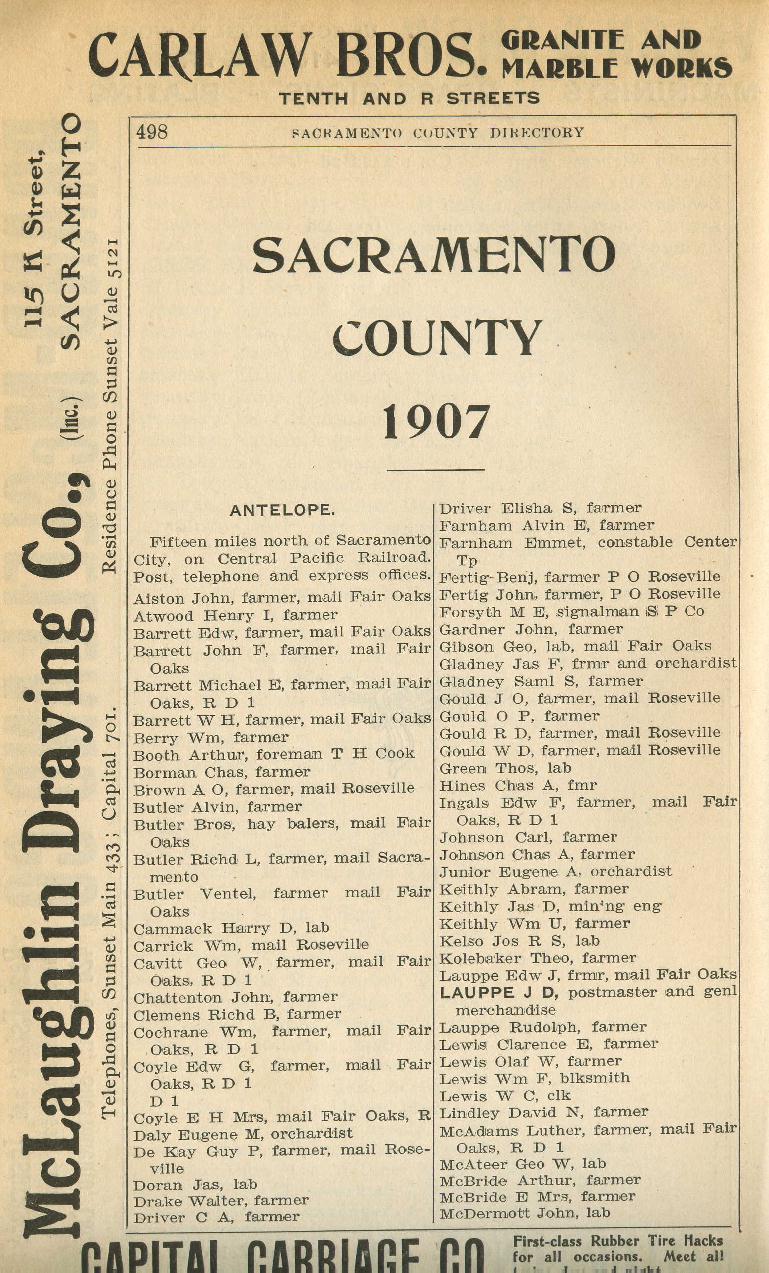 CARLAW BROS. GRANITE AND
MARBLE WORKS
TENTH AND R STREETS
McLaughlin Draying Co., (Inc.) 115 K Street,
SACRAMENTO
Telephones, Sunset Main 433; Capital 701. Residence Phone Sunset Vale 5121
498 SACRAMENTO COUNTY DIRECTORY
SACRAMENTO
COUNTY
1907
ANTELOPE.
Fifteen miles north of Sacramento
City, on Central Pacific Railroad.
Post, telephone and express offices.
Aiston John, farmer, mail Fair Oaks
Atwood Henry I, farmer
Barrett Edw, farmer, mail Fair Oaks
Barrett John F, farmer, mail Fair
Oaks
Barrett Michael E, farmer, mail Fair
Oaks, R D 1
Barrett W H, farmer, mail Fair Oaks
Berry Wm, farmer
Booth Arthur, foreman T H Cook
Borman Chas, farmer
Brown A O, farmer, mail Roseville
Butler Alvin, farmer
Butler Bros, hay balers, mail Fair
Oaks
Butler Richd L, farmer, mail Sacra-
mento
Butler Ventel, farmer mail Fair
Oaks
Cammack Harry D, lab
Carrick Wm, mail Roseville
Cavitt Geo W, farmer, mail Fair
Oaks, R D 1
Chattenton John, farmer
Clemens Richd B, farmer
Cochrane Wm, farmer, mail Fair
Oaks, R D 1
Coyle Edw G, farmer, mail Fair
Oaks, R D 1
D 1
Coyle E H Mrs, mail Fair Oaks, R
Daly Eugene M, orchardist
De Kay Guy P, farmer, mail Rose-
ville
Doran Jas, lab
Drake Walter, farmer
Driver C A, farmer
Driver Elisha S, farmer
Farnham Alvin E, farmer
Farnham Emmet, constable Center
Tp
Fertig Benj, farmer P O Roseville
Fertig John, farmer, P O Roseville
Forsyth M E, signalman S P Co
Gardner John, farmer
Gibson Geo, lab, mail Fair Oaks
Gladney Jas F, frmr and orchardist
Gladney Saml S, farmer
Gould J O, farmer, mail Roseville
Gould O P, farmer
Gould R D, farmer, mail Roseville
Gould W D, farmer, mail Roseville
Green Thos, lab
Hines Chas A, fmr
Ingals Edw F, farmer, mail Fair
Oaks, R D 1
Johnson Carl, farmer
Johnson Chas A, farmer
Junior Eugene A, orchardist
Keithly Abram, farmer
Keithly Jas D, min'ng eng
Keithly Wm U, farmer
Kelso Jos R S, lab
Kolebaker Theo, farmer
Lauppe Edw J, frmr, mail Fair Oaks
LAUPPE J D, postmaster and genl
merchandise
Lauppe Rudolph, farmer
Lewis Clarence E, farmer
Lewis Olaf W, farmer
Lewis Wm F, blksmith
Lewis W C, clk
Lindley David N, farmer
McAdams Luther, farmer, mail Fair
Oaks, R D 1
McAteer Geo W, lab
McBride Arthur, farmer
McBride E Mrs, farmer
McDermott John, lab
CAPITAL CARRIAGE CO
First-class Rubber Tire Hacks
for all occasions. Meet all